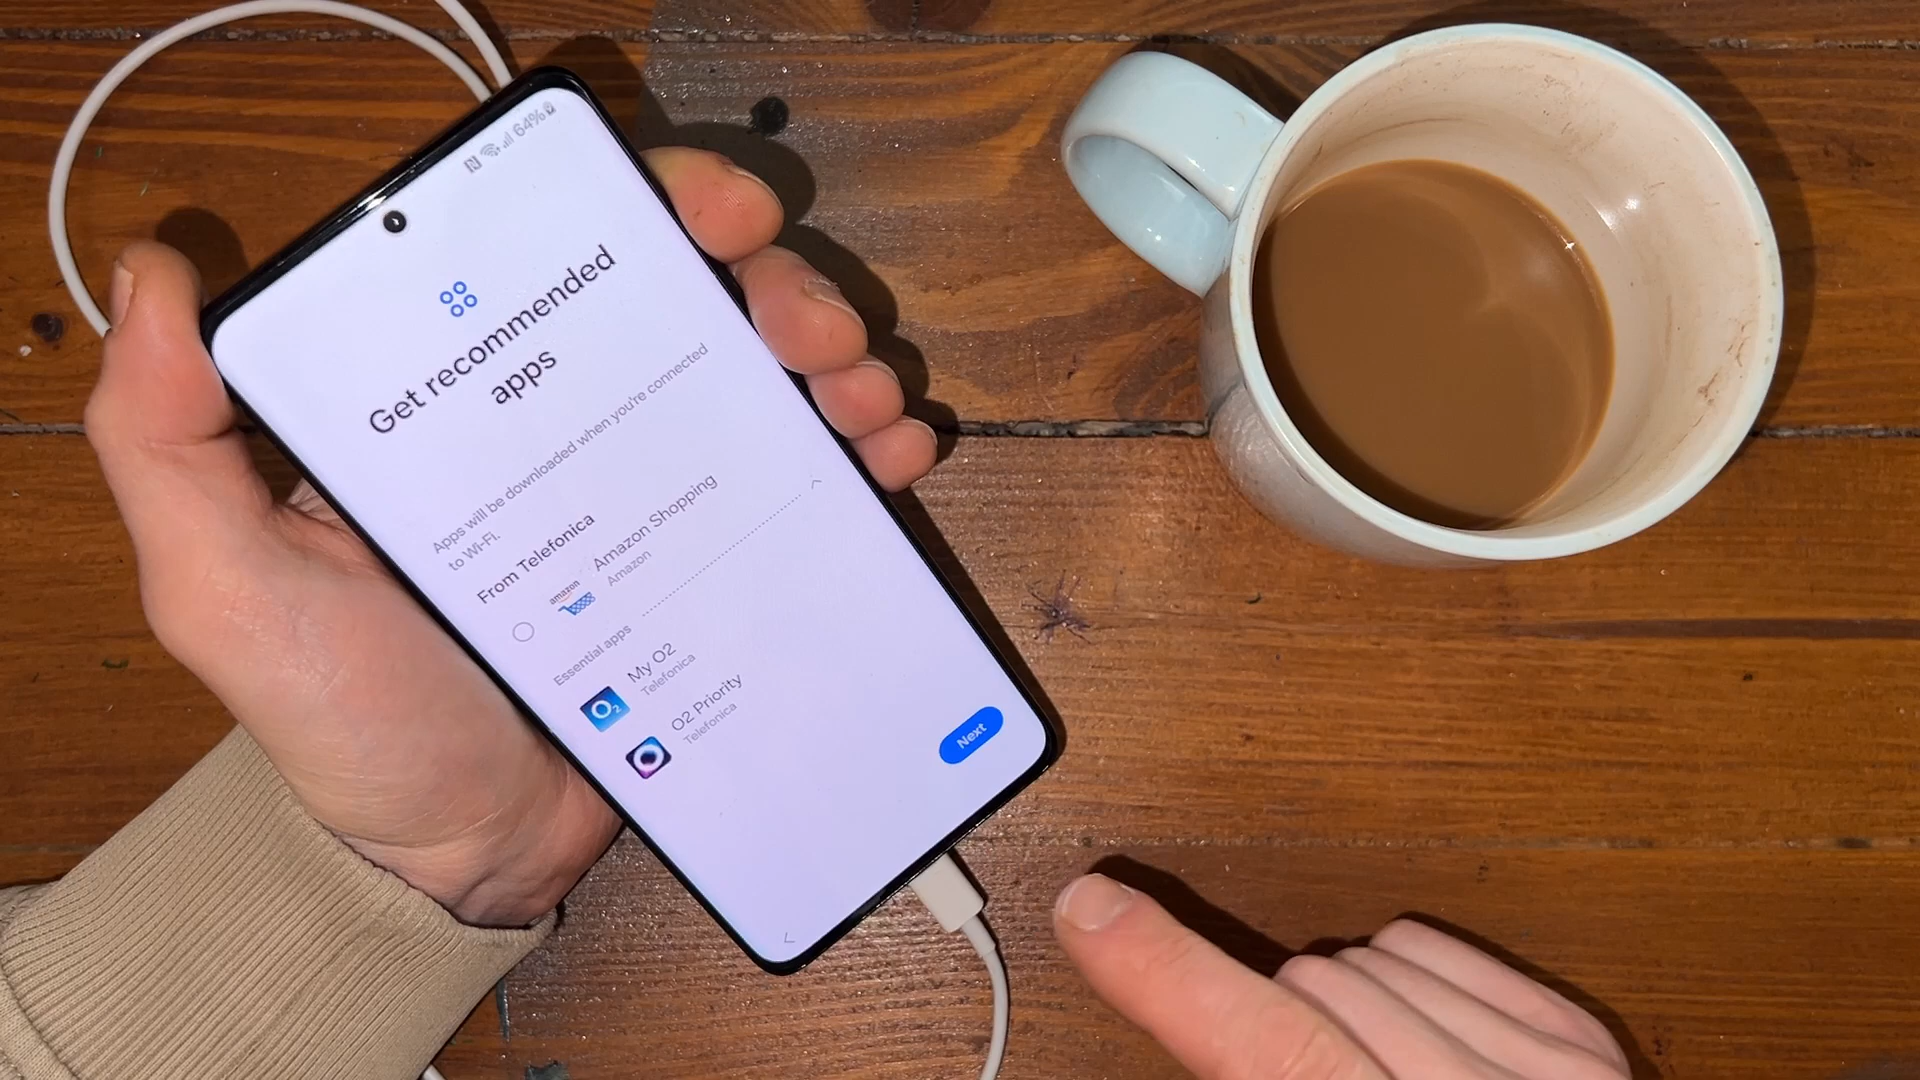 64%
Get recommended
apps
Apps will be downloaded when you're connected
to Wi-Fi.
From Telefonica
amazon
Amazon Shopping
Amazon
Essential apps
O2
My O2
Telefonica
O2 Priority
Telefonica
Next